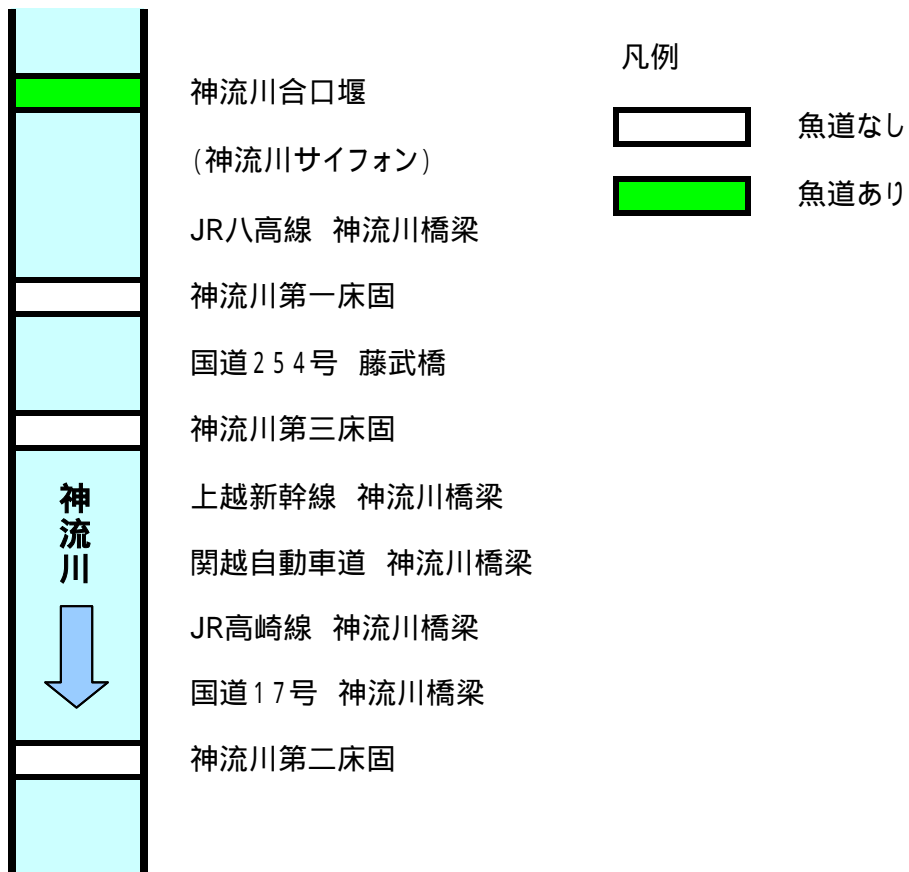 神流川合口堰
(神流川サイフォン)
JR八高線 神流川橋梁
神流川第一床固
国道254号 藤武橋
神流川第三床固
上越新幹線 神流川橋梁
関越自動車道 神流川橋梁
JR高崎線 神流川橋梁
国道17号 神流川橋梁
神流川第二床固
神流川
凡例
魚道なし
魚道あり